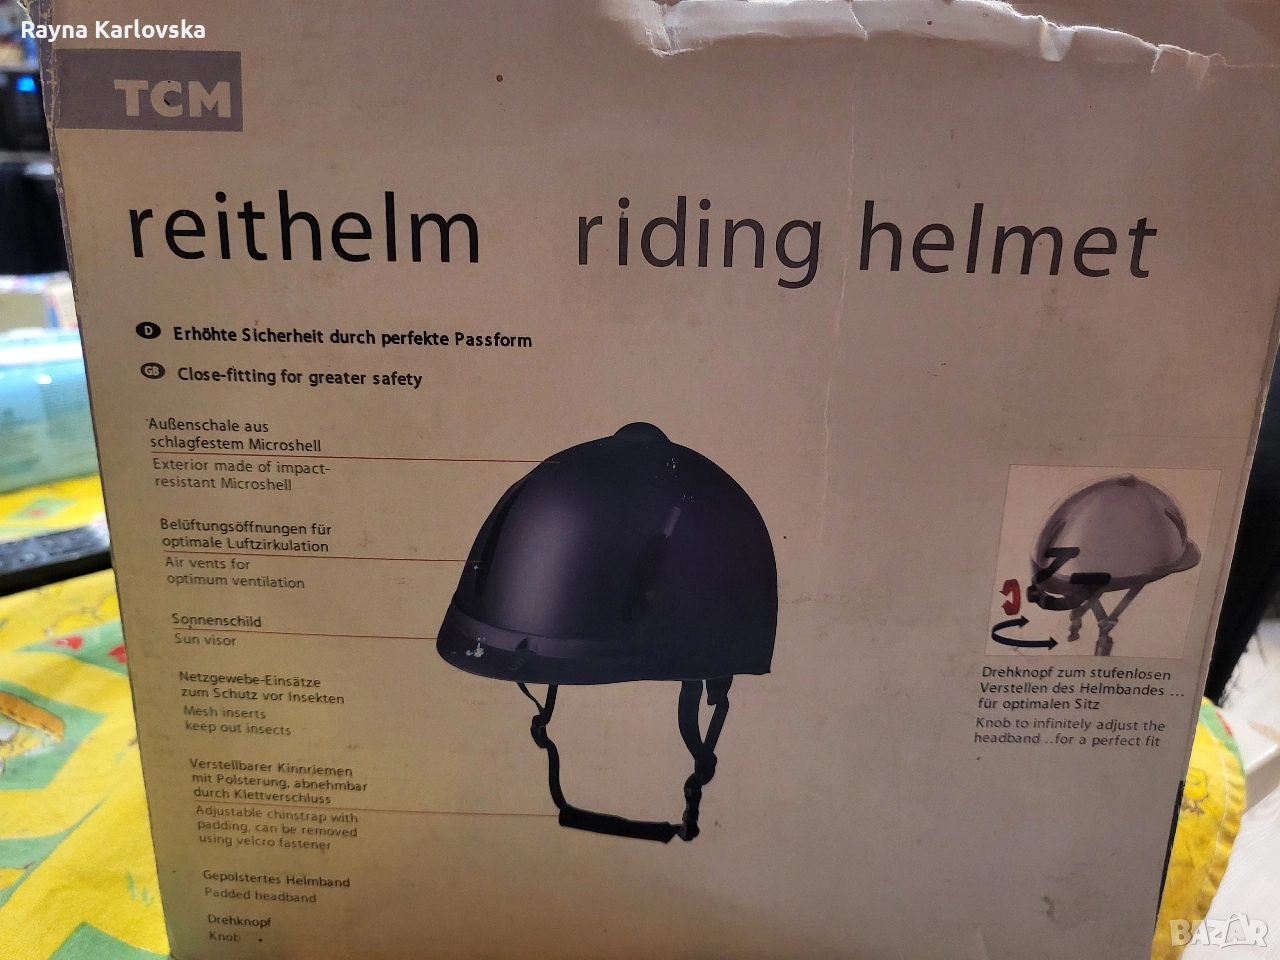 Rayna Karlovska
TCM
reithelm riding helmet
D Erhöhte Sicherheit durch perfekte Passform
GB Close-fitting for greater safety
Außenschale aus
schlagfestem Microshell
Exterior made of impact-
resistant Microshell
Belüftungsöffnungen für
optimale Luftzirkulation
Air vents for
optimum ventilation
Sonnenschild
Sun visor
Netzgewebe-Einsätze
zum Schutz vor Insekten
Mesh inserts
keep out insects
Verstellbarer Kinnriemen
mit Polsterung, abnehmbar
durch Klettverschluss
Adjustable chinstrap with
padding, can be removed
using velcro fastener
Gepolstertes Helmband
Padded headband
Drehknopf
Knob
Drehknopf zum stufenlosen
Verstellen des Helmbandes ...
für optimalen Sitz
Knob to infinitely adjust the
headband ..for a perfect fit
BAZAR